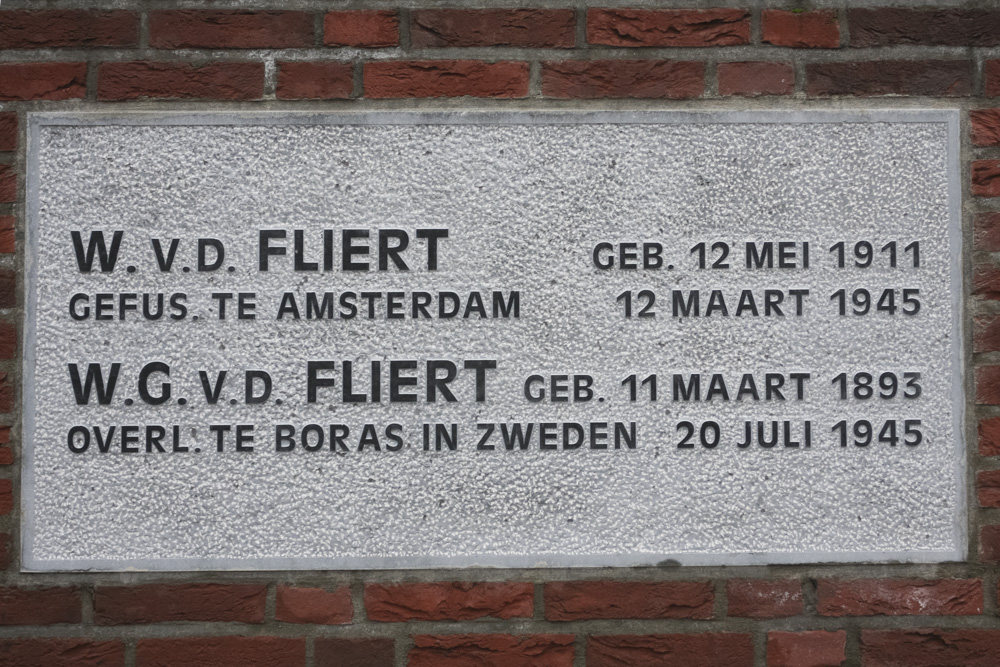 W. V.D. FLIERT GEB. 12 MEI 1911
GEFUS. TE AMSTERDAM 12 MAART 1945
W.G. V.D. FLIERT GEB. 11 MAART 1893
OVERL. TE BORAS IN ZWEDEN 20 JULI 1945